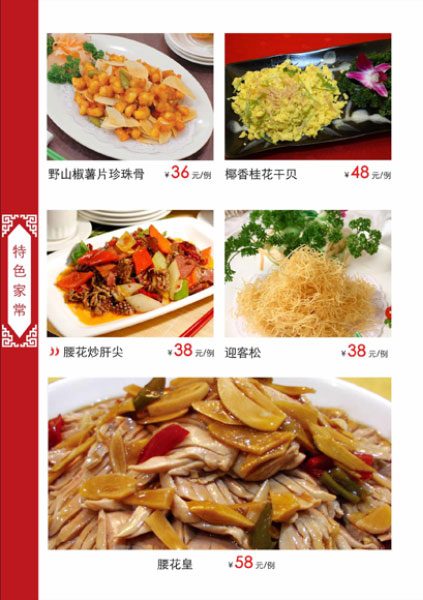 特色家常
野山椒薯片珍珠骨 ¥36元/例
椰香桂花干贝 ¥48元/例
腰花炒肝尖 ¥38元/例
迎客松 ¥38元/例
腰花皇 ¥58元/例